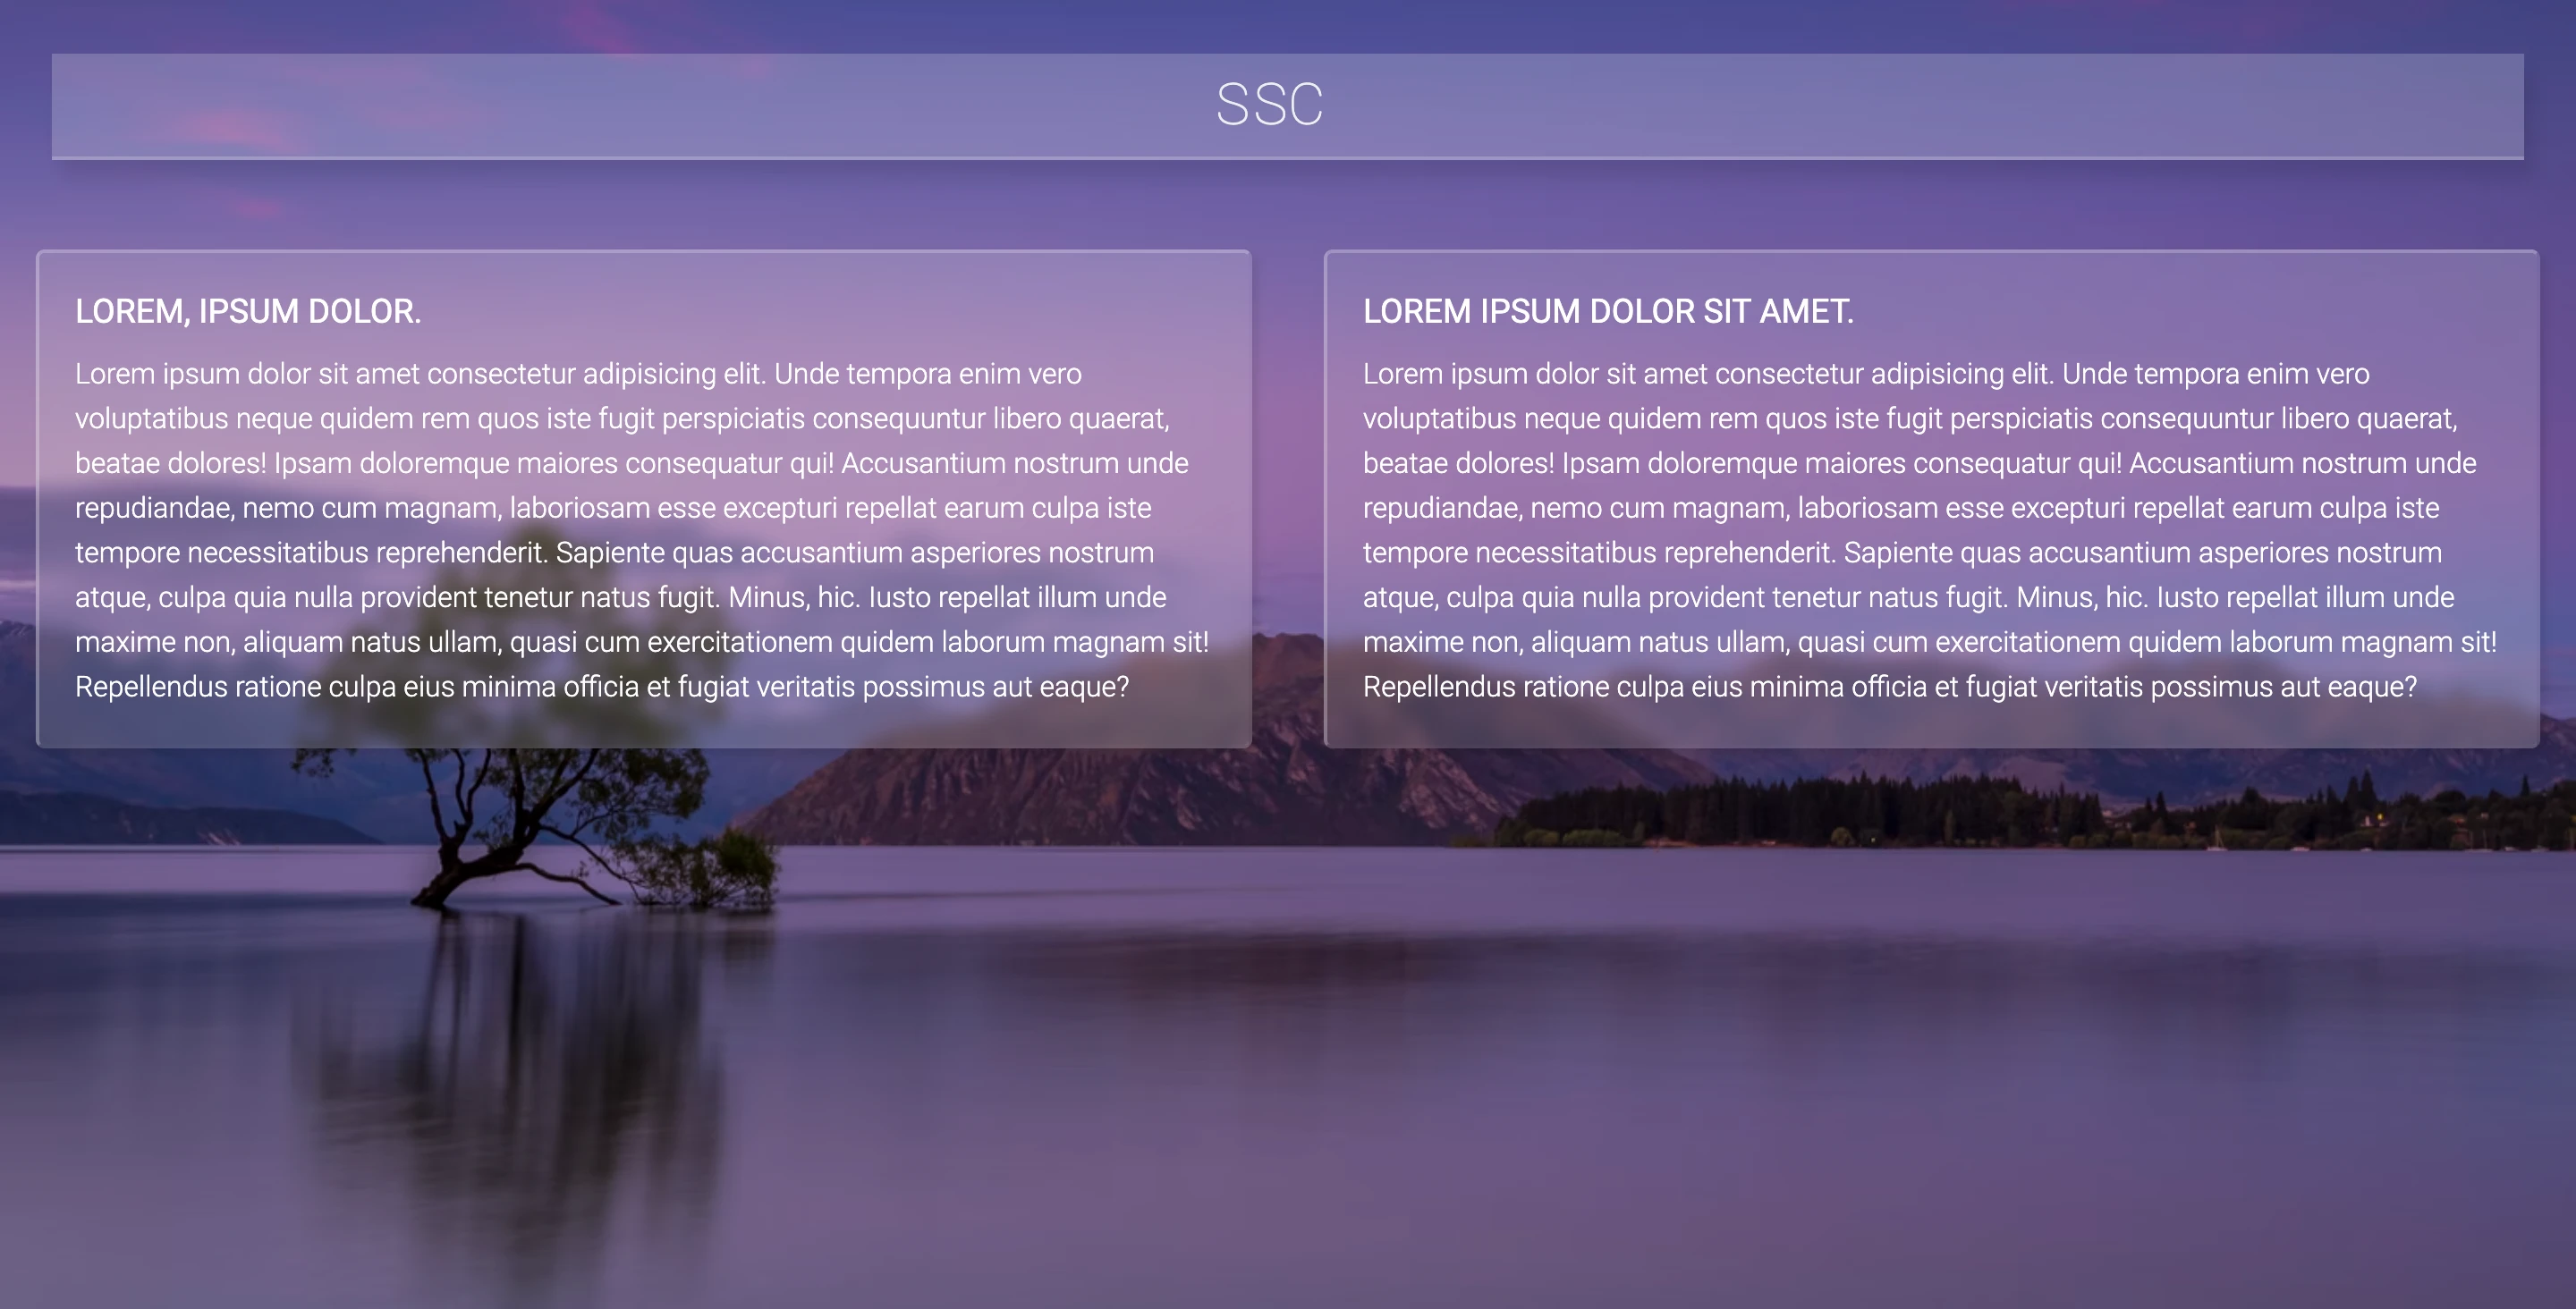 SSC
LOREM, IPSUM DOLOR.
Lorem ipsum dolor sit amet consectetur adipisicing elit. Unde tempora enim vero
voluptatibus neque quidem rem quos iste fugit perspiciatis consequuntur libero quaerat,
beatae dolores! Ipsam doloremque maiores consequatur qui! Accusantium nostrum unde
repudiandae, nemo cum magnam, laboriosam esse excepturi repellat earum culpa iste
tempore necessitatibus reprehenderit. Sapiente quas accusantium asperiores nostrum
atque, culpa quia nulla provident tenetur natus fugit. Minus, hic. Iusto repellat illum unde
maxime non, aliquam natus ullam, quasi cum exercitationem quidem laborum magnam sit!
Repellendus ratione culpa eius minima officia et fugiat veritatis possimus aut eaque?
LOREM IPSUM DOLOR SIT AMET.
Lorem ipsum dolor sit amet consectetur adipisicing elit. Unde tempora enim vero
voluptatibus neque quidem rem quos iste fugit perspiciatis consequuntur libero quaerat,
beatae dolores! Ipsam doloremque maiores consequatur qui! Accusantium nostrum unde
repudiandae, nemo cum magnam, laboriosam esse excepturi repellat earum culpa iste
tempore necessitatibus reprehenderit. Sapiente quas accusantium asperiores nostrum
atque, culpa quia nulla provident tenetur natus fugit. Minus, hic. Iusto repellat illum unde
maxime non, aliquam natus ullam, quasi cum exercitationem quidem laborum magnam sit!
Repellendus ratione culpa eius minima officia et fugiat veritatis possimus aut eaque?